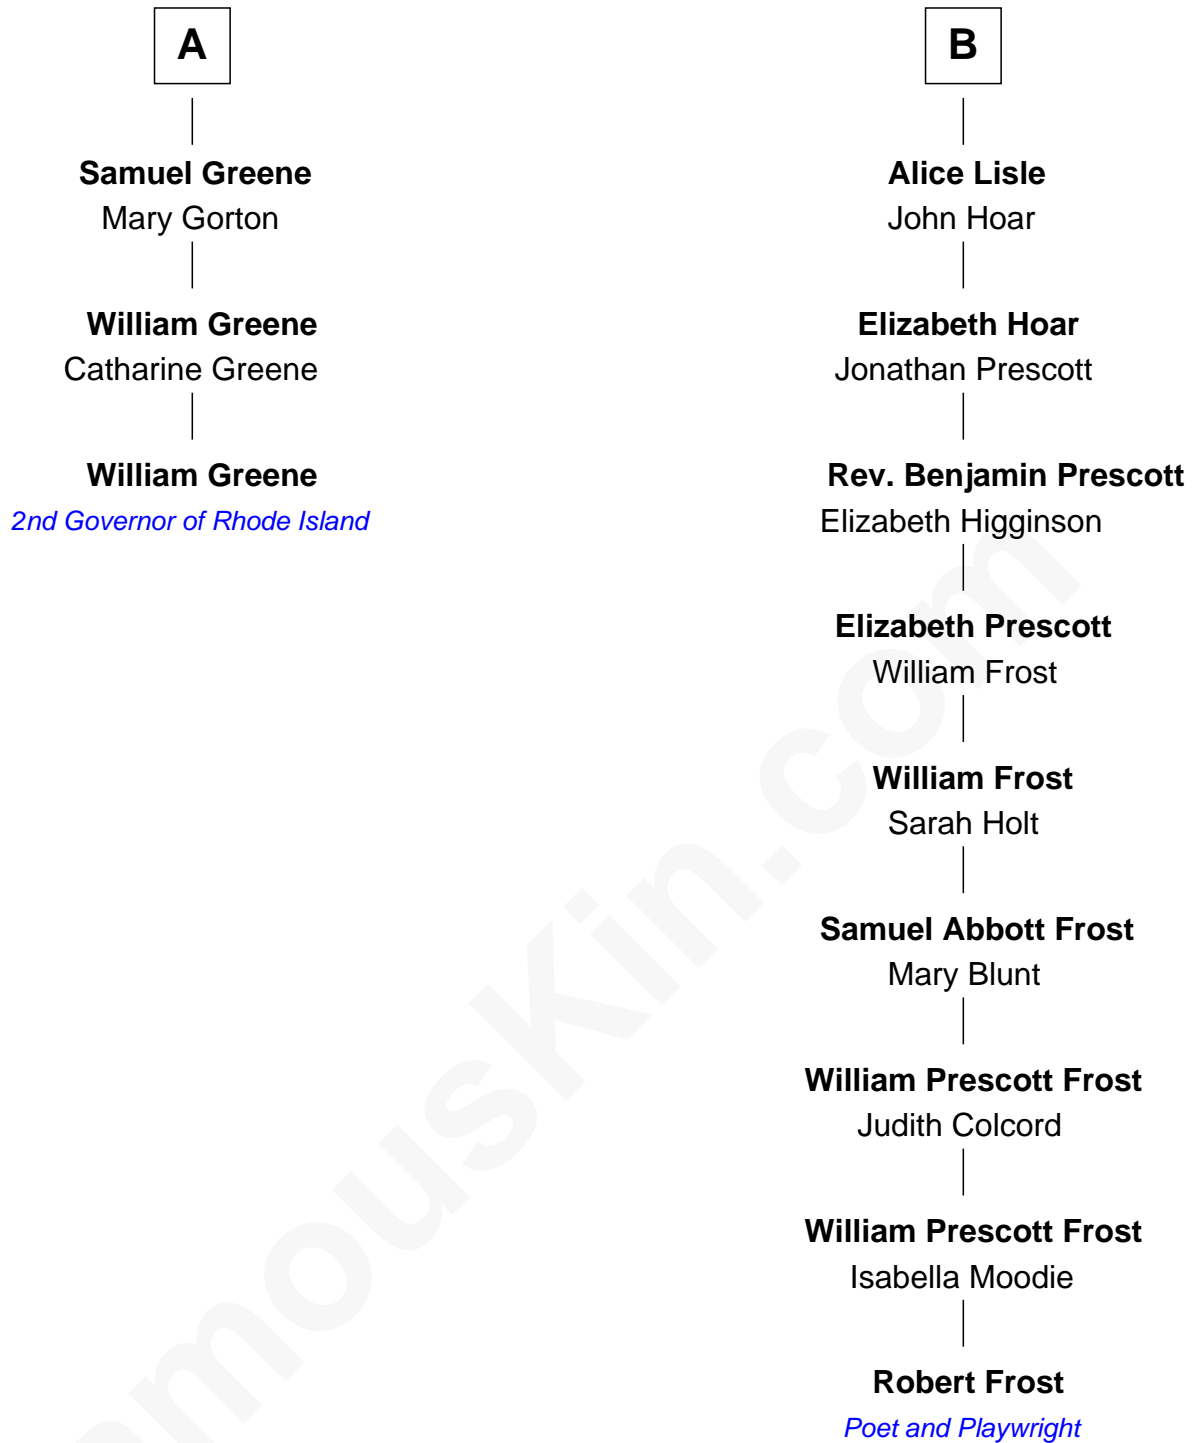 A
Samuel Greene
Mary Gorton
William Greene
Catharine Greene
William Greene
2nd Governor of Rhode Island
B
Alice Lisle
John Hoar
Elizabeth Hoar
Jonathan Prescott
Rev. Benjamin Prescott
Elizabeth Higginson
Elizabeth Prescott
William Frost
William Frost
Sarah Holt
Samuel Abbott Frost
Mary Blunt
William Prescott Frost
Judith Colcord
William Prescott Frost
Isabella Moodie
Robert Frost
Poet and Playwright
amouskin.com